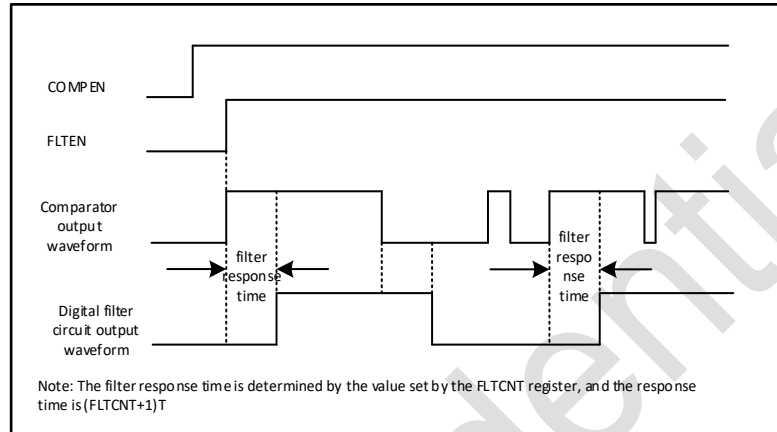 COMPEN
FLTEN
Comparator
output
waveform
filter
response
time
filter
respo
nse
time
Digital filter
circuit output
waveform
Note: The filter response time is determined by the value set by the FLTCNT register, and the response
time is (FLTCNT+1)T